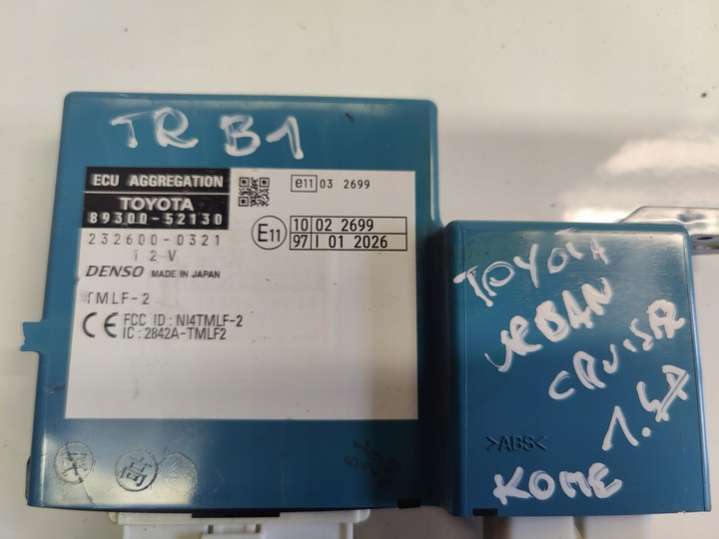 TR B1
ECU AGGREGATION
TOYOTA
89300-52130
232600-0321
12V
DENSO MADE IN JAPAN
TMLF-2
CE FCC ID : NI4TMLF-2
IC : 2842A-TMLF2
e11 03 2699
E11
10 02 2699
97 I 01 2026
TOYOTA
URBAN
CRUISER
>ABS<
KOME